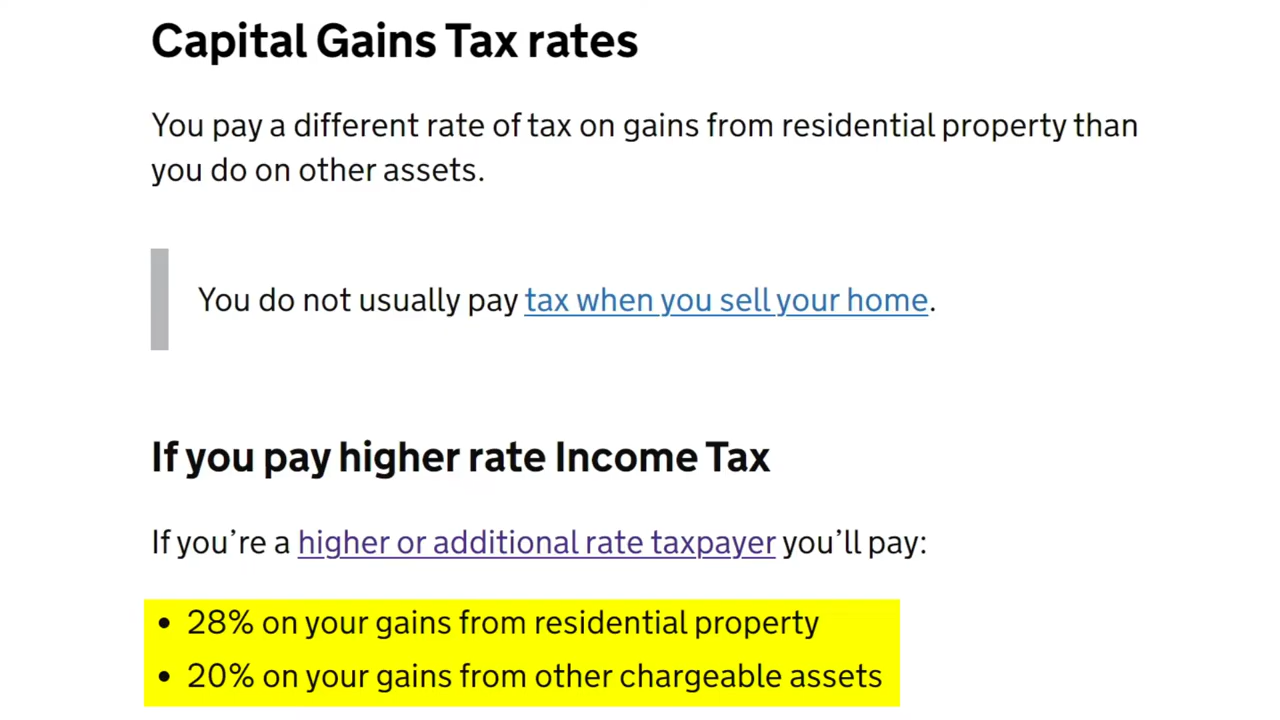 Capital Gains Tax rates
You pay a different rate of tax on gains from residential property than
you do on other assets.
You do not usually pay tax when you sell your home.
If you pay higher rate Income Tax
If you’re a higher or additional rate taxpayer you’ll pay:
• 28% on your gains from residential property
• 20% on your gains from other chargeable assets